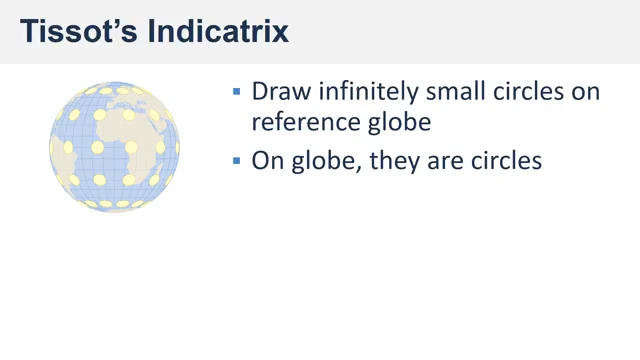 Tissot's Indicatrix
▪ Draw infinitely small circles on
reference globe
▪ On globe, they are circles